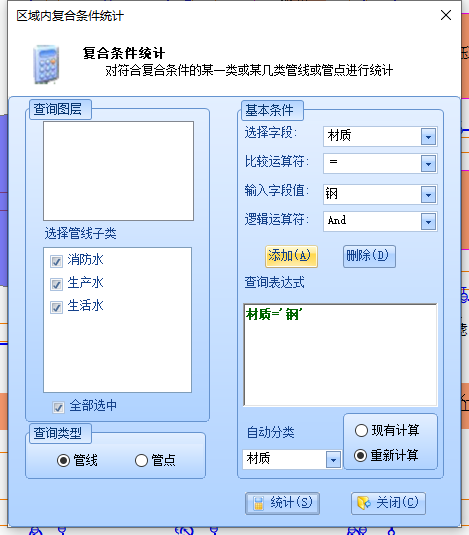 区域内复合条件统计
复合条件统计
对符合复合条件的某一类或某几类管线或管点进行统计
查询图层
选择管线子类
消防水
生产水
生活水
全部选中
查询类型
管线 管点
基本条件
选择字段： 材质
比较运算符： =
输入字段值： 钢
逻辑运算符： And
添加(A) 删除(D)
查询表达式
材质='钢'
自动分类
材质
现有计算
重新计算
统计(S) 关闭(C)